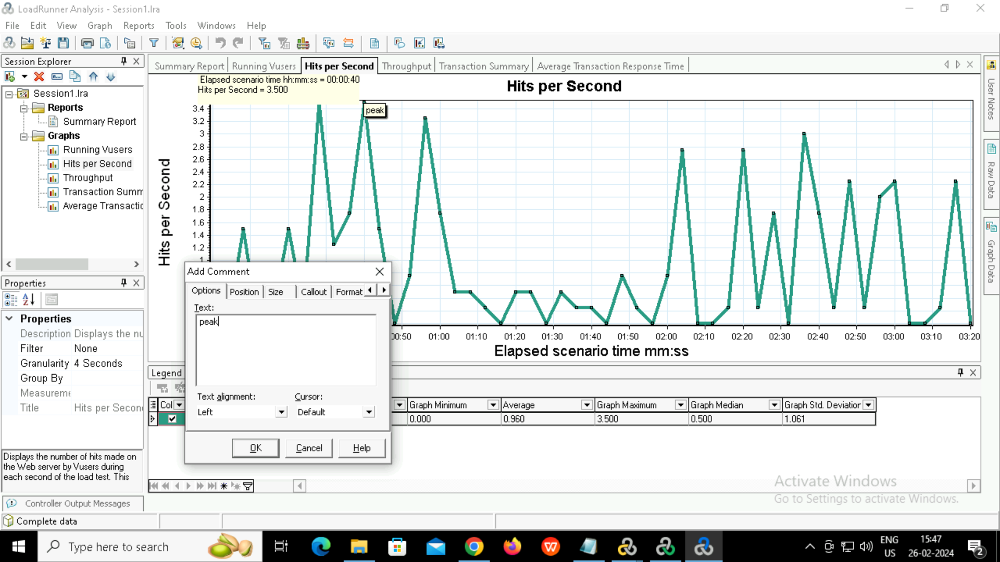 LoadRunner Analysis - Session1.lra
File Edit View Graph Reports Tools Windows Help
Session Explorer
Session1.lra
Reports
Summary Report
Graphs
Running Vusers
Hits per Second
Throughput
Transaction Summ
Average Transactic
Properties
Properties
Description Displays the nu
Filter None
Granularity 4 Seconds
Group By
Measureme
Title Hits per Secon
Displays the number of hits made on
the Web server by Vusers during
each second of the load test. This
Controller Output Messages
Complete data
Summary Report Running Vusers Hits per Second Throughput Transaction Summary Average Transaction Response Time
Elapsed scenario time hh:mm:ss = 00:00:40
Hits per Second = 3.500
Hits per Second
peak
Hits per Second
3.4
3.2
3
2.8
2.6
2.4
2.2
2
1.8
1.6
1.4
1.2
1
00:50 01:00 01:10 01:20 01:30 01:40 01:50 02:00 02:10 02:20 02:30 02:40 02:50 03:00 03:10 03:20
Elapsed scenario time mm:ss
Add Comment
Options Position Size Callout Format
Text:
peak
Text alignment: Cursor:
Left Default
OK Cancel Help
Legend
Col Graph Minimum Average Graph Maximum Graph Median Graph Std. Deviation
0.000 0.960 3.500 0.500 1.061
User Notes
Raw Data
Graph Data
Activate Windows
Go to Settings to activate Windows.
Type here to search
ENG
US
15:47
26-02-2024
2